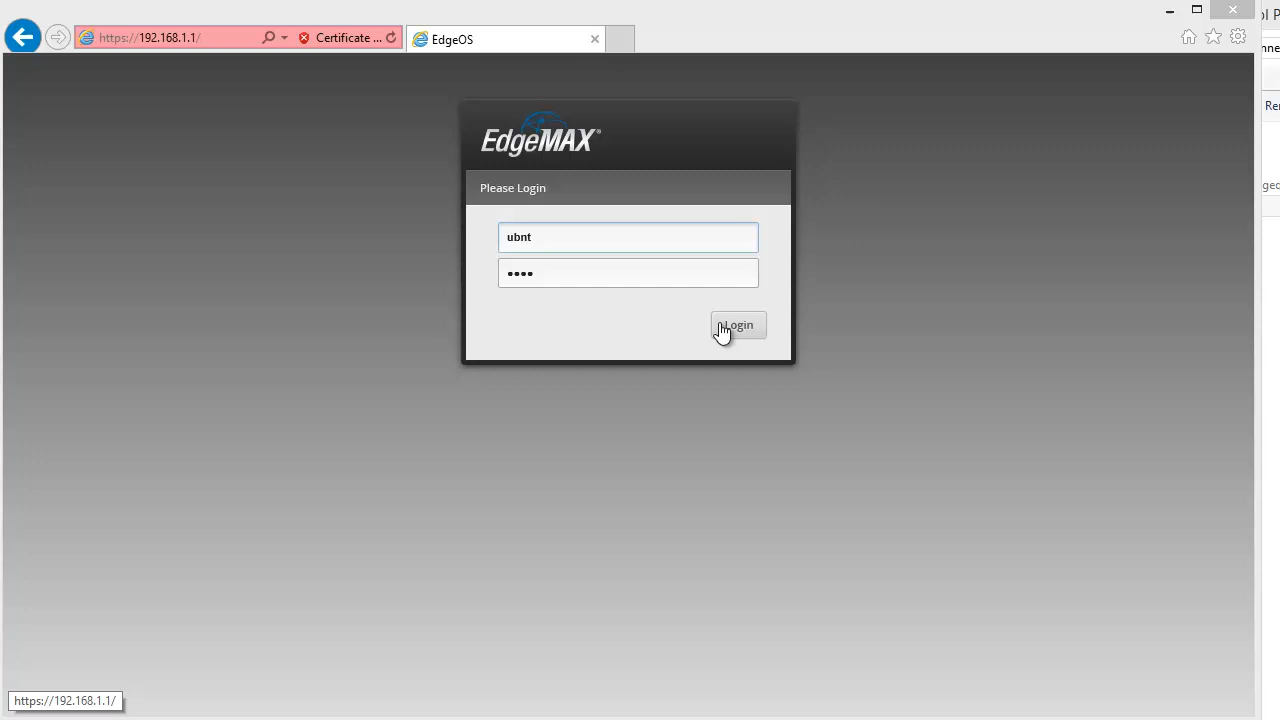 https://192.168.1.1/
Certificate ...
EdgeOS
EdgeMAX®
Please Login
ubnt
••••
Login
https://192.168.1.1/